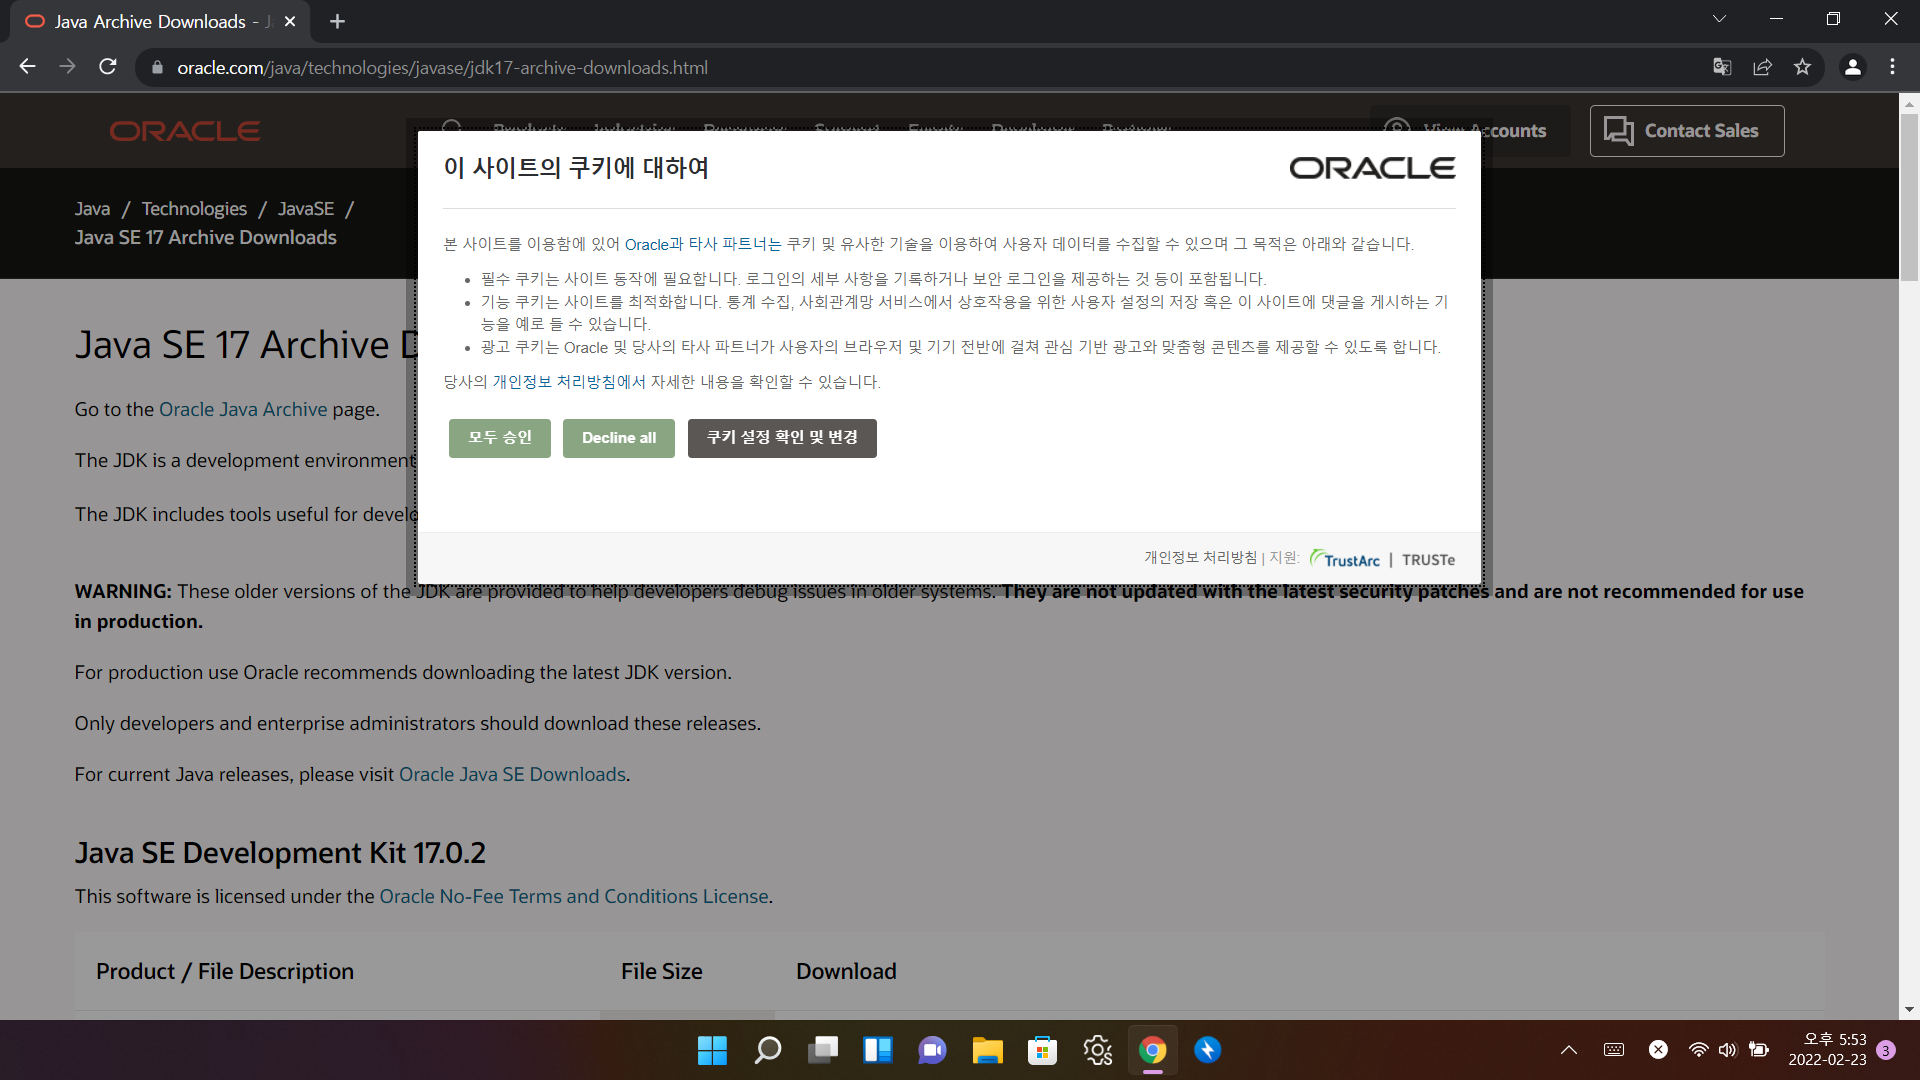 Java Archive Downloads - J
oracle.com/java/technologies/javase/jdk17-archive-downloads.html
ORACLE
Products Industries Resources Support Events Developer Partners
View Accounts
Contact Sales
Java / Technologies / JavaSE /
Java SE 17 Archive Downloads
이 사이트의 쿠키에 대하여
ORACLE
본 사이트를 이용함에 있어 Oracle과 타사 파트너는 쿠키 및 유사한 기술을 이용하여 사용자 데이터를 수집할 수 있으며 그 목적은 아래와 같습니다.
필수 쿠키는 사이트 동작에 필요합니다. 로그인의 세부 사항을 기록하거나 보안 로그인을 제공하는 것 등이 포함됩니다.
기능 쿠키는 사이트를 최적화합니다. 통계 수집, 사회관계망 서비스에서 상호작용을 위한 사용자 설정의 저장 혹은 이 사이트에 댓글을 게시하는 기
능을 예로 들 수 있습니다.
광고 쿠키는 Oracle 및 당사의 타사 파트너가 사용자의 브라우저 및 기기 전반에 걸쳐 관심 기반 광고와 맞춤형 콘텐츠를 제공할 수 있도록 합니다.
당사의 개인정보 처리방침에서 자세한 내용을 확인할 수 있습니다.
모두 승인
Decline all
쿠키 설정 확인 및 변경
개인정보 처리방침 | 지원: TrustArc | TRUSTe
Java SE 17 Archive D
Go to the Oracle Java Archive page.
The JDK is a development environment
The JDK includes tools useful for develo
WARNING: These older versions of the JDK are provided to help developers debug issues in older systems. They are not updated with the latest security patches and are not recommended for use
in production.
For production use Oracle recommends downloading the latest JDK version.
Only developers and enterprise administrators should download these releases.
For current Java releases, please visit Oracle Java SE Downloads.
Java SE Development Kit 17.0.2
This software is licensed under the Oracle No-Fee Terms and Conditions License.
Product / File Description
File Size
Download
오후 5:53
2022-02-23
3